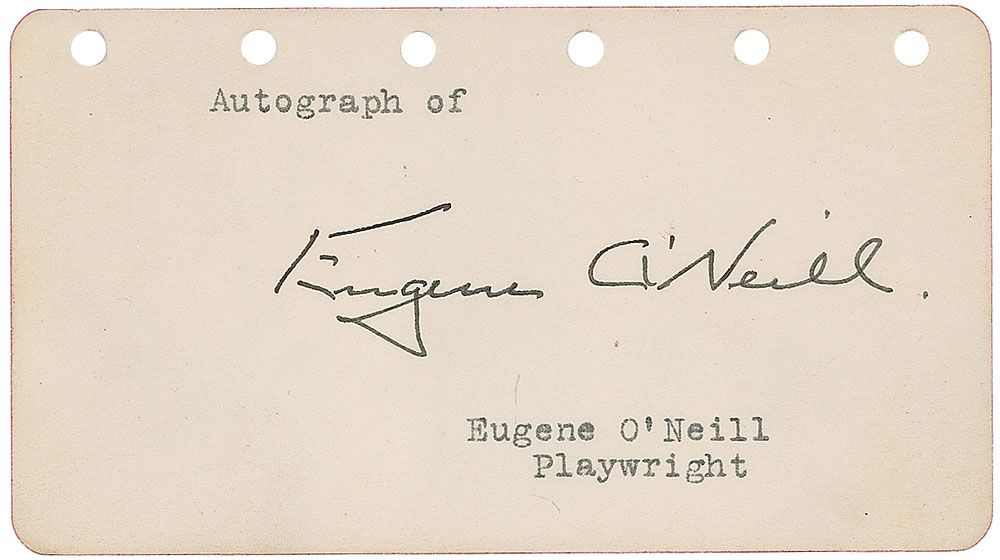 Autograph of
Eugene O'Neill.
Eugene O'Neill
Playwright